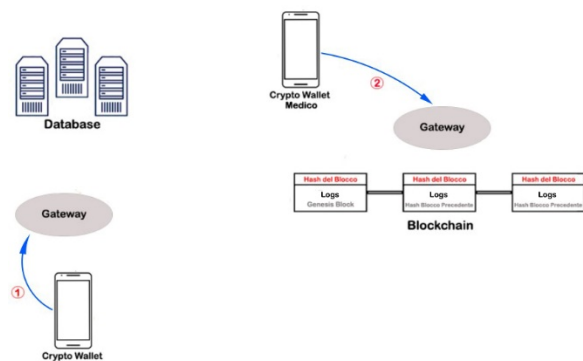 Database
②
Crypto Wallet
Medico
Gateway
Hash del Blocco
Logs
Genesis Block
Hash del Blocco
Logs
Hash Blocco Precedente
Hash del Blocco
Logs
Hash Blocco Precedente
Blockchain
Gateway
①
Crypto Wallet